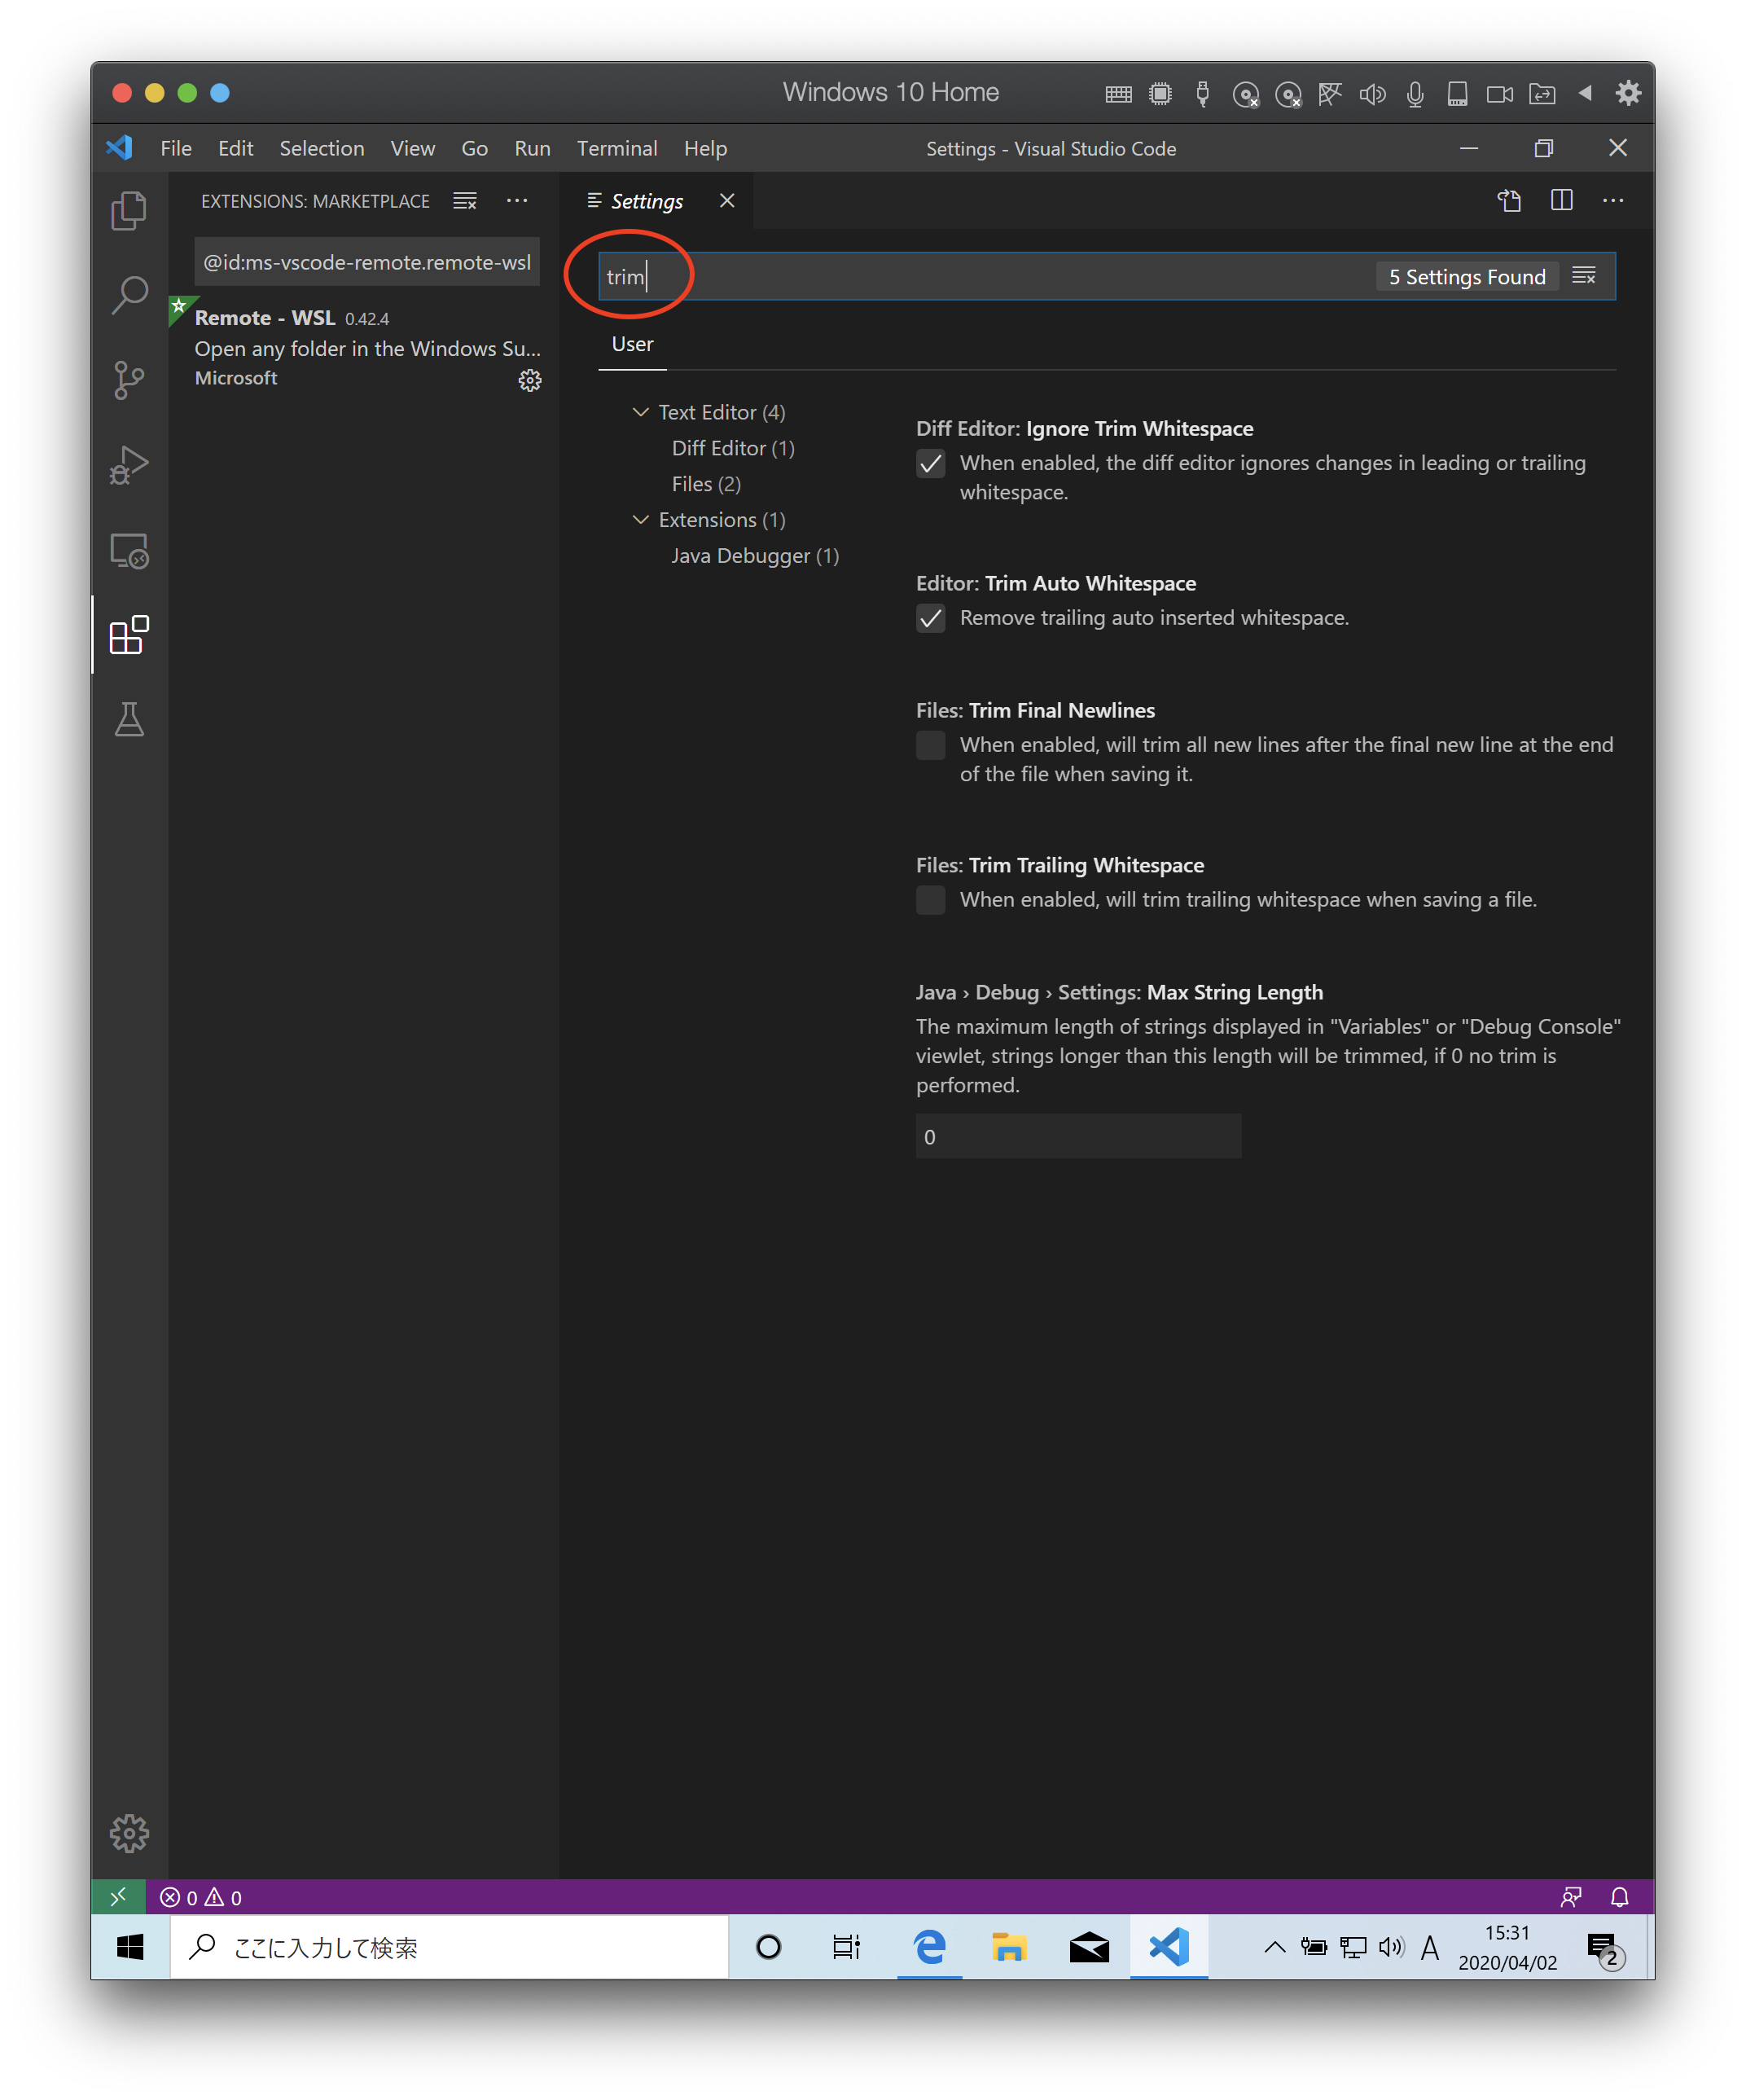 Windows 10 Home
File Edit Selection View Go Run Terminal Help
Settings - Visual Studio Code
EXTENSIONS: MARKETPLACE
@id:ms-vscode-remote.remote-wsl
Remote - WSL 0.42.4
Open any folder in the Windows Su...
Microsoft
Settings
trim
5 Settings Found
User
Text Editor (4)
Diff Editor (1)
Files (2)
Extensions (1)
Java Debugger (1)
Diff Editor: Ignore Trim Whitespace
When enabled, the diff editor ignores changes in leading or trailing
whitespace.
Editor: Trim Auto Whitespace
Remove trailing auto inserted whitespace.
Files: Trim Final Newlines
When enabled, will trim all new lines after the final new line at the end
of the file when saving it.
Files: Trim Trailing Whitespace
When enabled, will trim trailing whitespace when saving a file.
Java › Debug › Settings: Max String Length
The maximum length of strings displayed in "Variables" or "Debug Console"
viewlet, strings longer than this length will be trimmed, if 0 no trim is
performed.
0
0 0
ここに入力して検索
A
15:31
2020/04/02
2